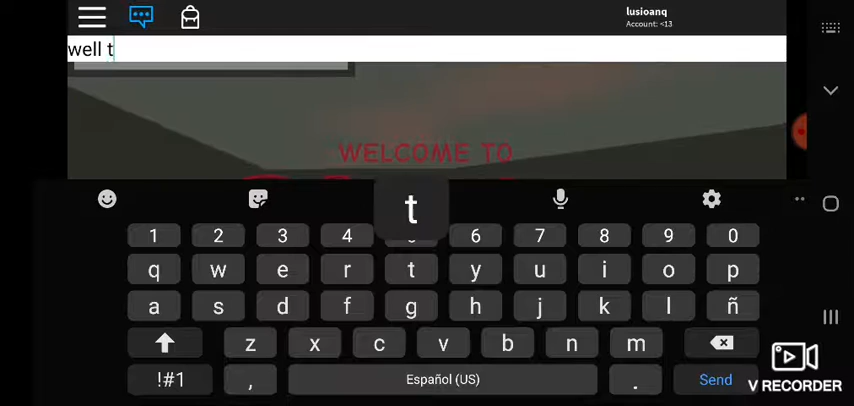 lusioanq
Account: <13
well t
WELCOME TO
t
1 2 3 4 6 7 8 9 0
q w e r t y u i o p
a s d f g h j k l ñ
z x c v b n m
!#1 , Español (US) . Send
V RECORDER